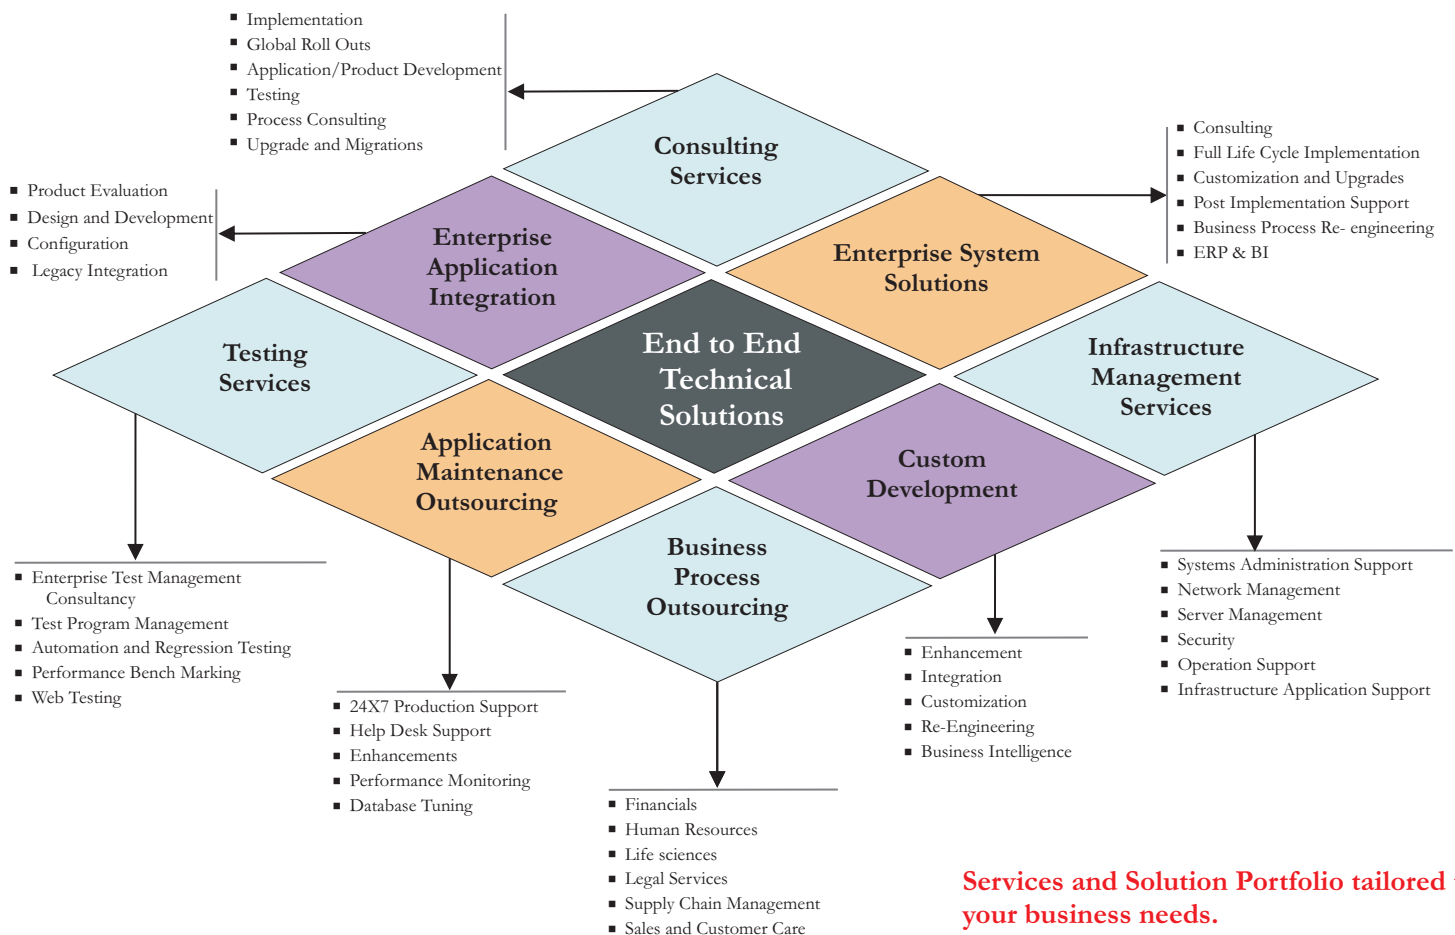 Implementation
Global Roll Outs
Application/Product Development
Testing
Process Consulting
Upgrade and Migrations
Consulting
Services
Consulting
Full Life Cycle Implementation
Customization and Upgrades
Post Implementation Support
Business Process Re- engineering
ERP & BI
Product Evaluation
Design and Development
Configuration
Legacy Integration
Enterprise
Application
Integration
Enterprise System
Solutions
Testing
Services
End to End
Technical
Solutions
Infrastructure
Management
Services
Application
Maintenance
Outsourcing
Custom
Development
Business
Process
Outsourcing
Enterprise Test Management
Consultancy
Test Program Management
Automation and Regression Testing
Performance Bench Marking
Web Testing
24X7 Production Support
Help Desk Support
Enhancements
Performance Monitoring
Database Tuning
Financials
Human Resources
Life sciences
Legal Services
Supply Chain Management
Sales and Customer Care
Enhancement
Integration
Customization
Re-Engineering
Business Intelligence
Systems Administration Support
Network Management
Server Management
Security
Operation Support
Infrastructure Application Support
Services and Solution Portfolio tailored
your business needs.